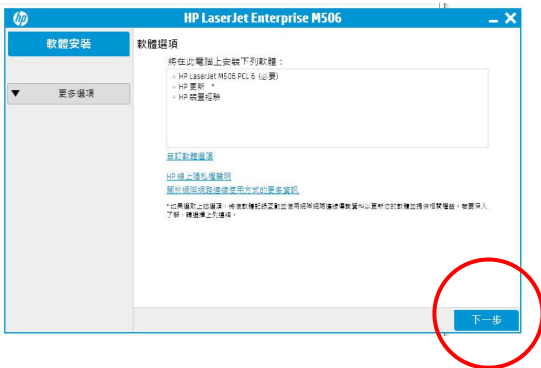 hp
HP LaserJet Enterprise M506
軟體安裝
軟體選項
將在此電腦上安裝下列軟體：
HP LaserJet M506 PCL 6 (必要)
HP 更新 *
HP 裝置經驗
更多選項
自訂軟體選項
HP 線上隱私權聲明
關於網際網路連線使用方式的更多資訊
下一步